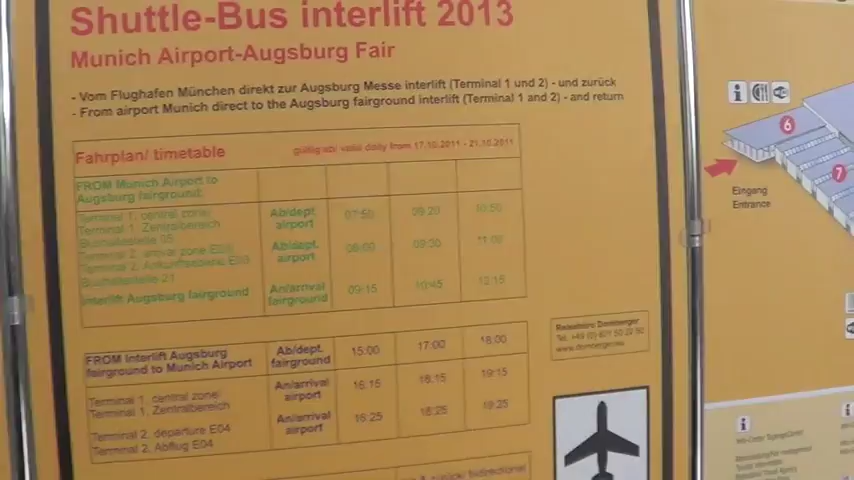 Shuttle-Bus interlift 2013
Munich Airport-Augsburg Fair
- Vom Flughafen München direkt zur Augsburg Messe interlift (Terminal 1 und 2) - und zurück
- From airport Munich direct to the Augsburg fairground interlift (Terminal 1 and 2) - and return
Fahrplan/ timetable gültig ab/ valid daily from 17.10.2011 - 21.10.2011
FROM Munich Airport to
Augsburg fairground:
Terminal 1, central zone/
Terminal 1, Zentralbereich
Ab/dept.
airport
07:50 09:20 10:50
Terminal 2, arrival zone E03/
Terminal 2, Ankunftsebene E03
Ab/dept.
airport
08:00 09:30 11:00
Interlift Augsburg fairground
An/arrival
fairground
09:15 10:45 12:15
FROM Interlift Augsburg
fairground to Munich Airport
Ab/dept.
fairground
15:00 17:00 18:00
Terminal 1, central zone/
Terminal 1, Zentralbereich
An/arrival
airport
16:15 18:15 19:15
Terminal 2, departure E04
Terminal 2, Abflug E04
An/arrival
airport
16:25 18:25 19:25
Reisebüro Domberger
www.domberger.eu
6
7
Eingang
Entrance